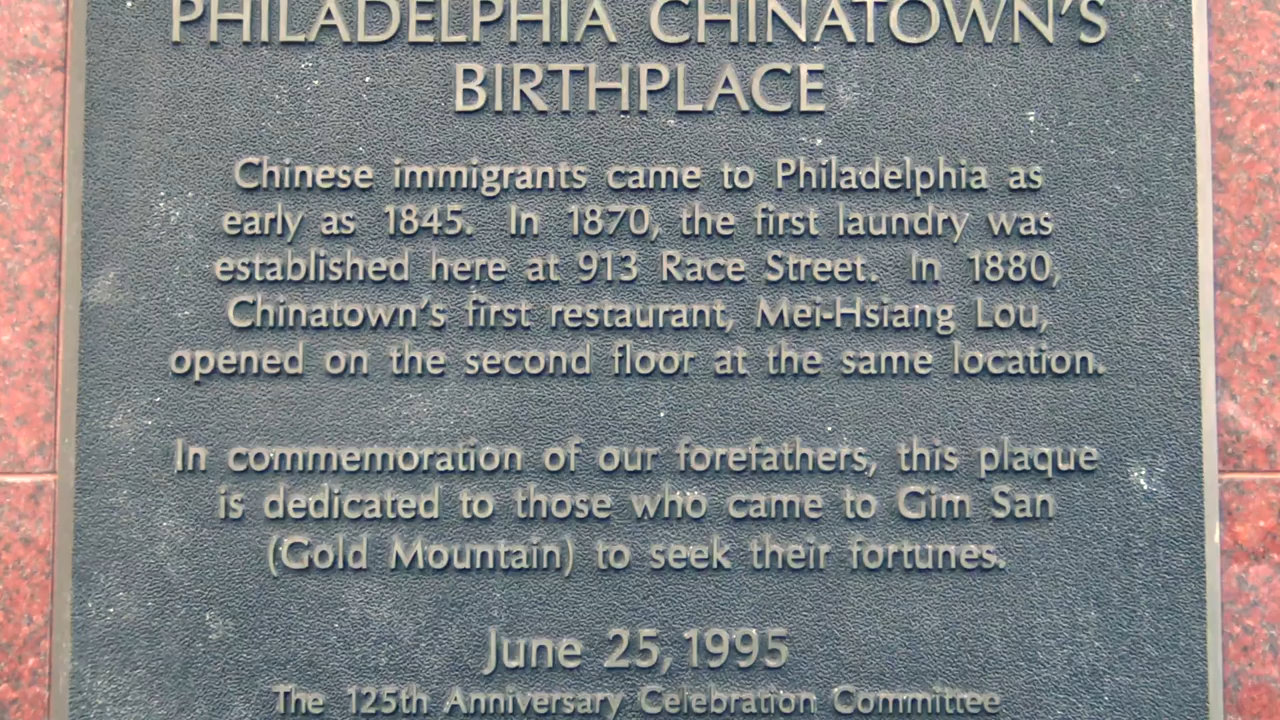 PHILADELPHIA CHINATOWN'S
BIRTHPLACE
Chinese immigrants came to Philadelphia as
early as 1845. In 1870, the first laundry was
established here at 913 Race Street. In 1880,
Chinatown's first restaurant, Mei-Hsiang Lou,
opened on the second floor at the same location.
In commemoration of our forefathers, this plaque
is dedicated to those who came to Gim San
(Gold Mountain) to seek their fortunes.
June 25, 1995
The 125th Anniversary Celebration Committee